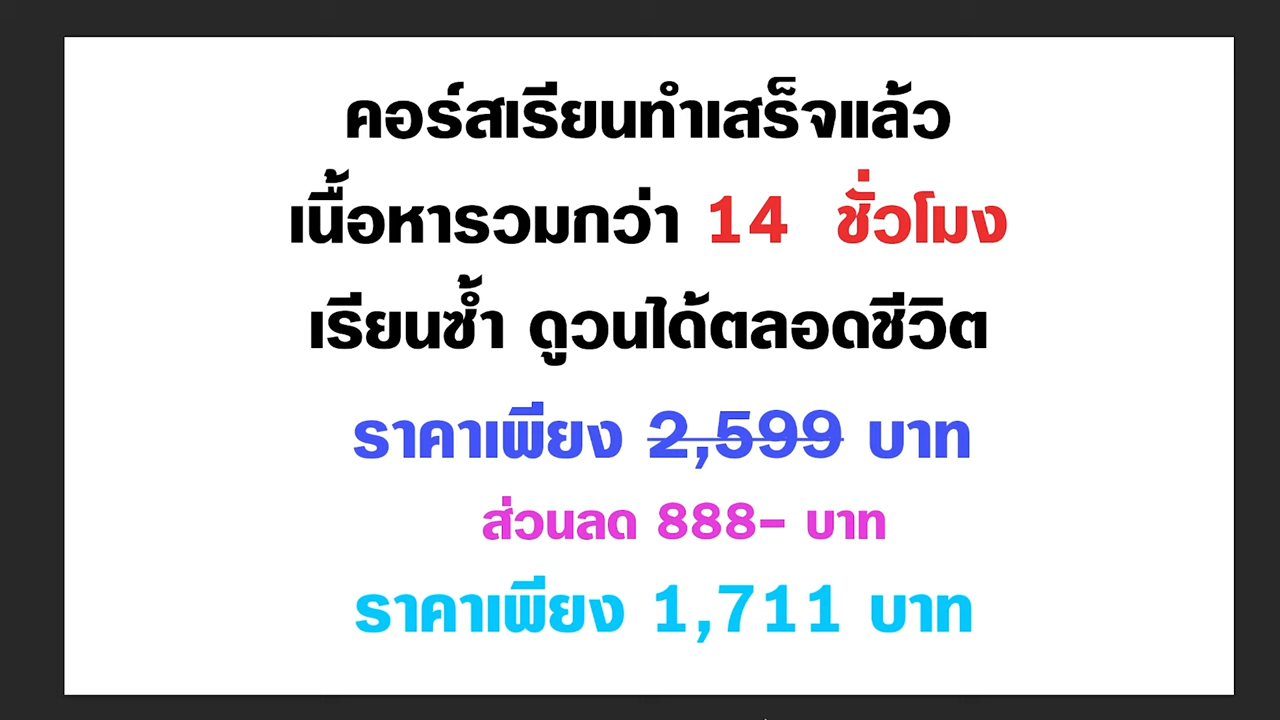 คอร์สเรียนทำเสร็จแล้ว
เนื้อหารวมกว่า 14 ชั่วโมง
เรียนซ้ำ ดูวนได้ตลอดชีวิต
ราคาเพียง 2,599 บาท
ส่วนลด 888- บาท
ราคาเพียง 1,711 บาท